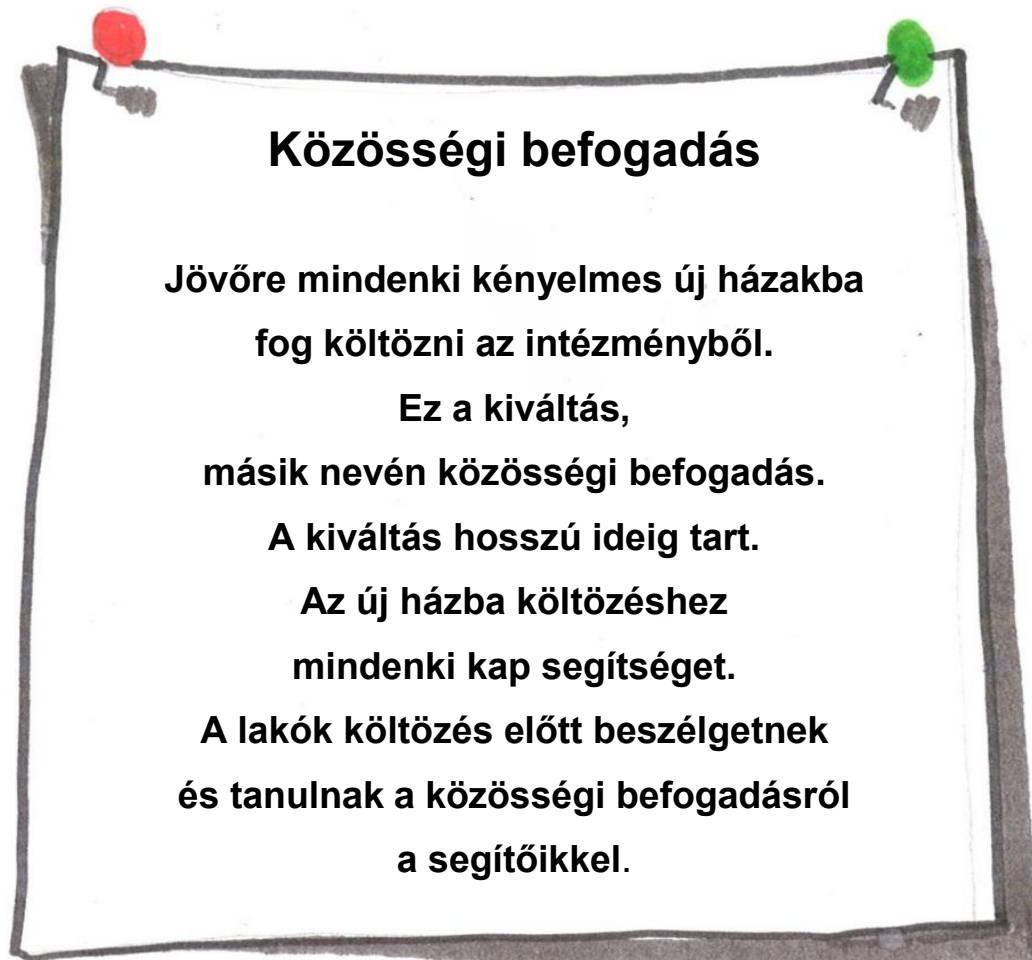 Közösségi befogadás
Jövőre mindenki kényelmes új házakba
fog költözni az intézményből.
Ez a kiváltás,
másik nevén közösségi befogadás.
A kiváltás hosszú ideig tart.
Az új házba költözéshez
mindenki kap segítséget.
A lakók költözés előtt beszélgetnek
és tanulnak a közösségi befogadásról
a segítőikkel.